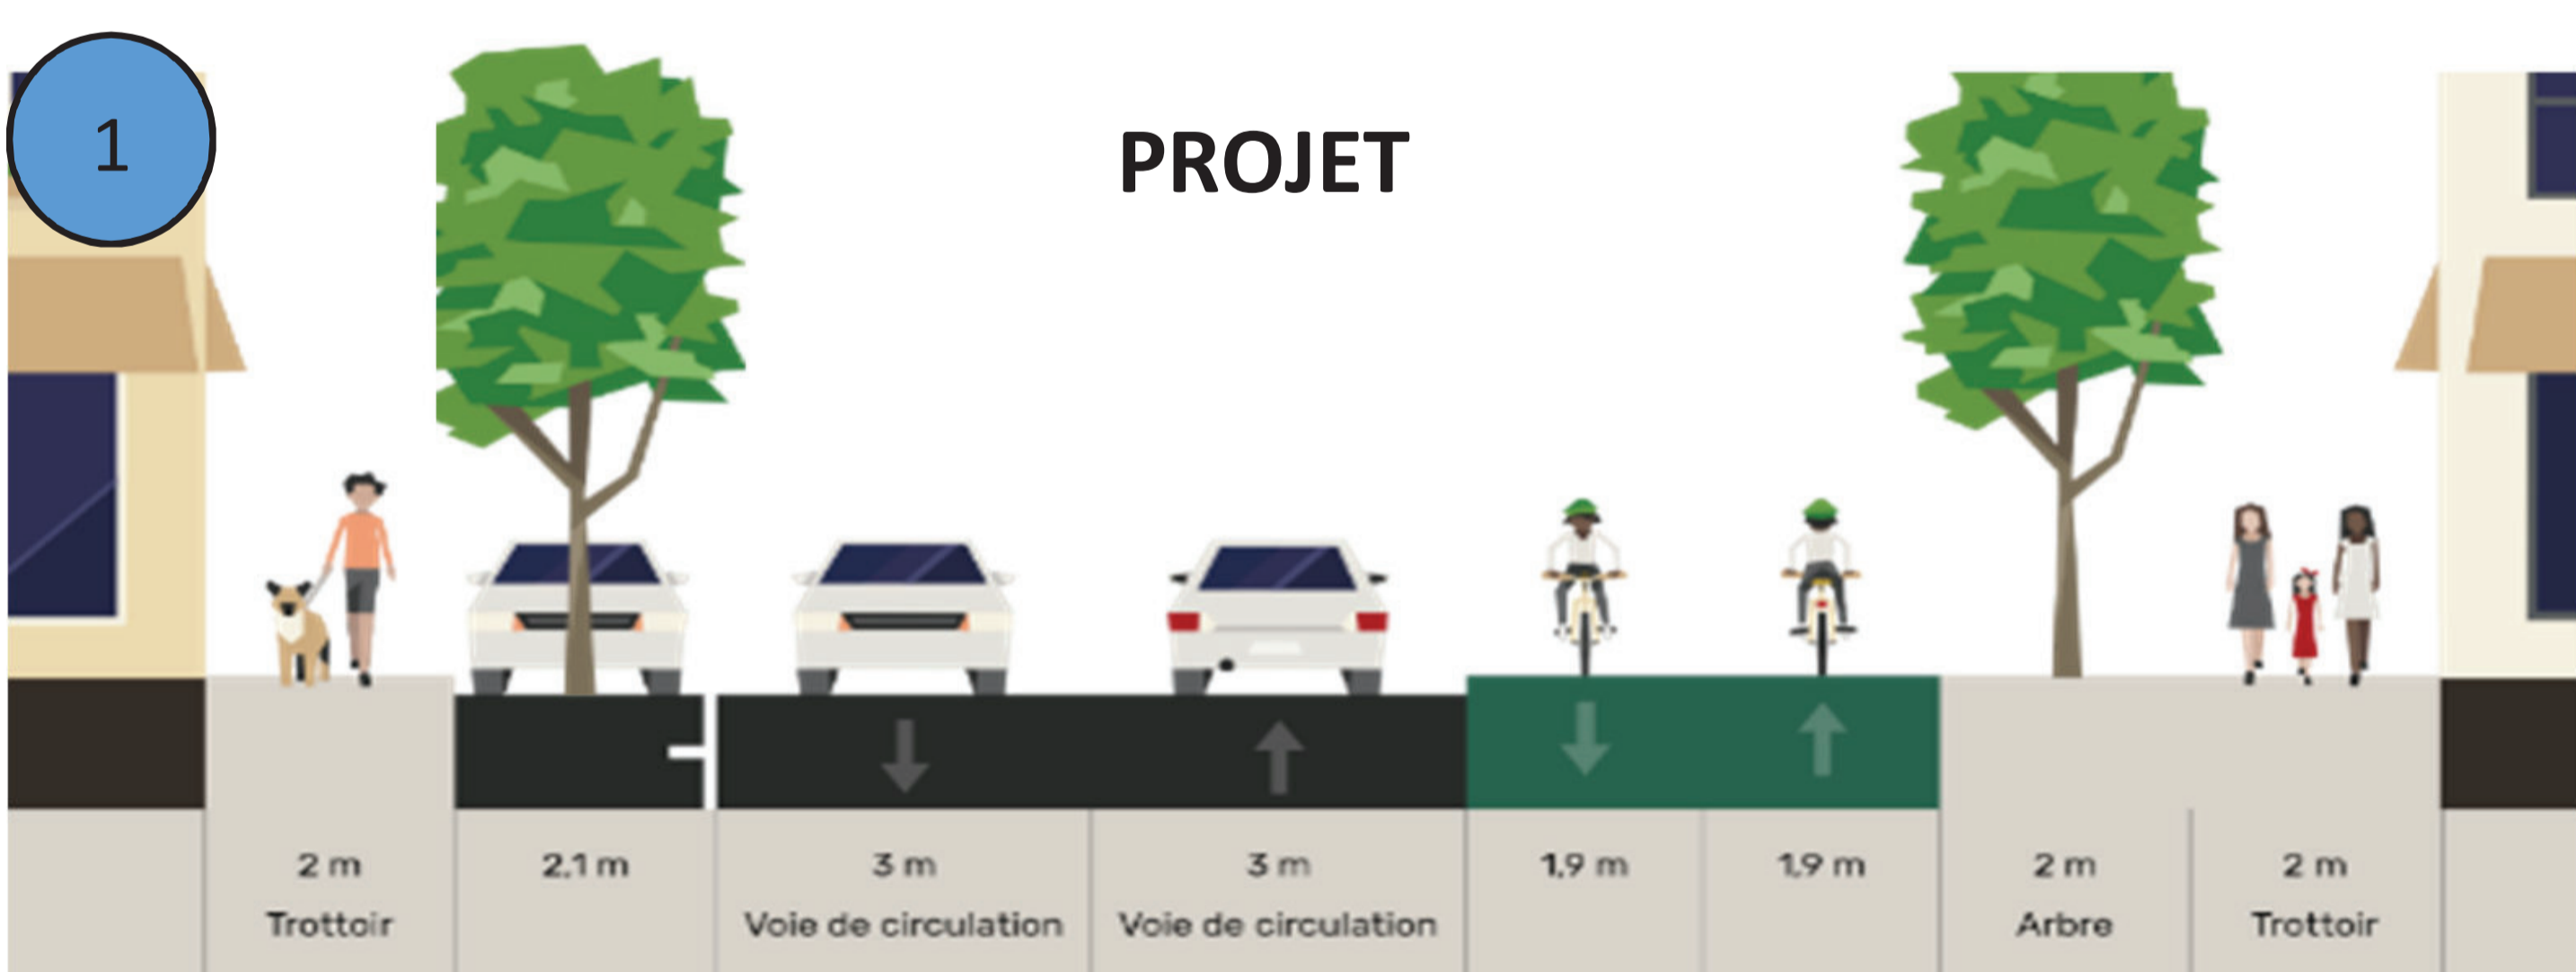 1
PROJET
2 m
Trottoir
2,1 m
3 m
Voie de circulation
3 m
Voie de circulation
1,9 m
1,9 m
2 m
Arbre
2 m
Trottoir